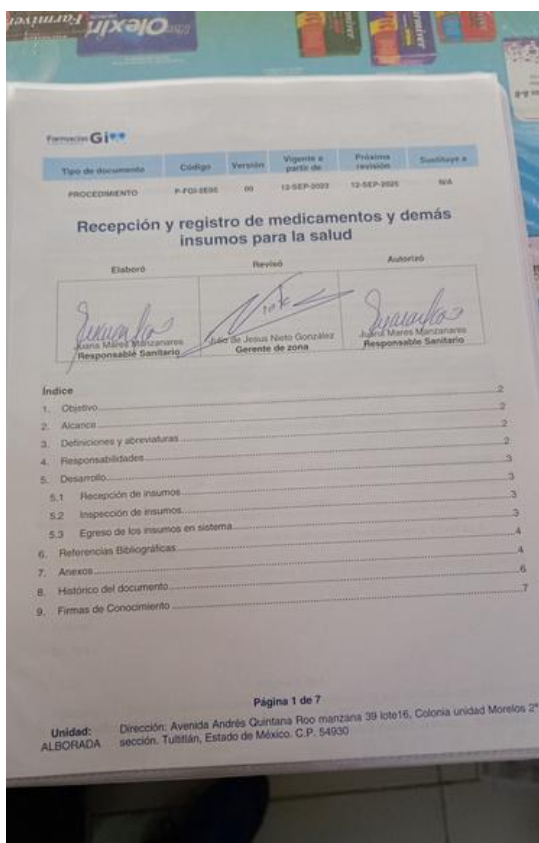 Olexin
Farmacias Gi
Tipo de documento Código Versión Vigente a partir de Próxima revisión Sustituye a
PROCEDIMIENTO 00 12-SEP-2023 12-SEP-2025 N/A
Recepción y registro de medicamentos y demás
insumos para la salud
Elaboró Revisó Autorizó
Juana Mares Manzanares de Jesus Nieto González Juana Mares Manzanares
Responsable Sanitario Gerente de zona Responsable Sanitario
Índice
1. Objetivo 2
2. Alcance 2
3. Definiciones y abreviaturas 2
4. Responsabilidades 2
5. Desarrollo 3
5.1 Recepción de insumos 3
5.2 Inspección de insumos 3
5.3 Egreso de los insumos en sistema 3
6. Referencias Bibliográficas 4
7. Anexos 4
8. Histórico del documento 6
9. Firmas de Conocimiento 7
Página 1 de 7
Unidad: Dirección: Avenida Andrés Quintana Roo manzana 39 lote16, Colonia unidad Morelos 2ª
ALBORADA sección. Tultitlán, Estado de México. C.P. 54930